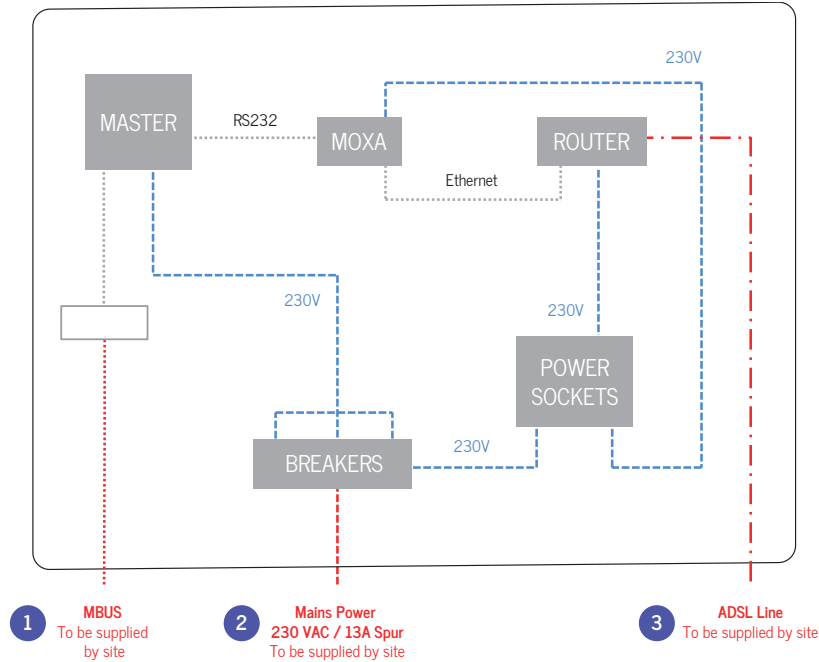 230V
MASTER
RS232
MOXA
ROUTER
Ethernet
230V
230V
POWER
SOCKETS
BREAKERS
230V
1
MBUS
To be supplied
by site
2
Mains Power
230 VAC / 13A Spur
To be supplied by site
3
ADSL Line
To be supplied by site